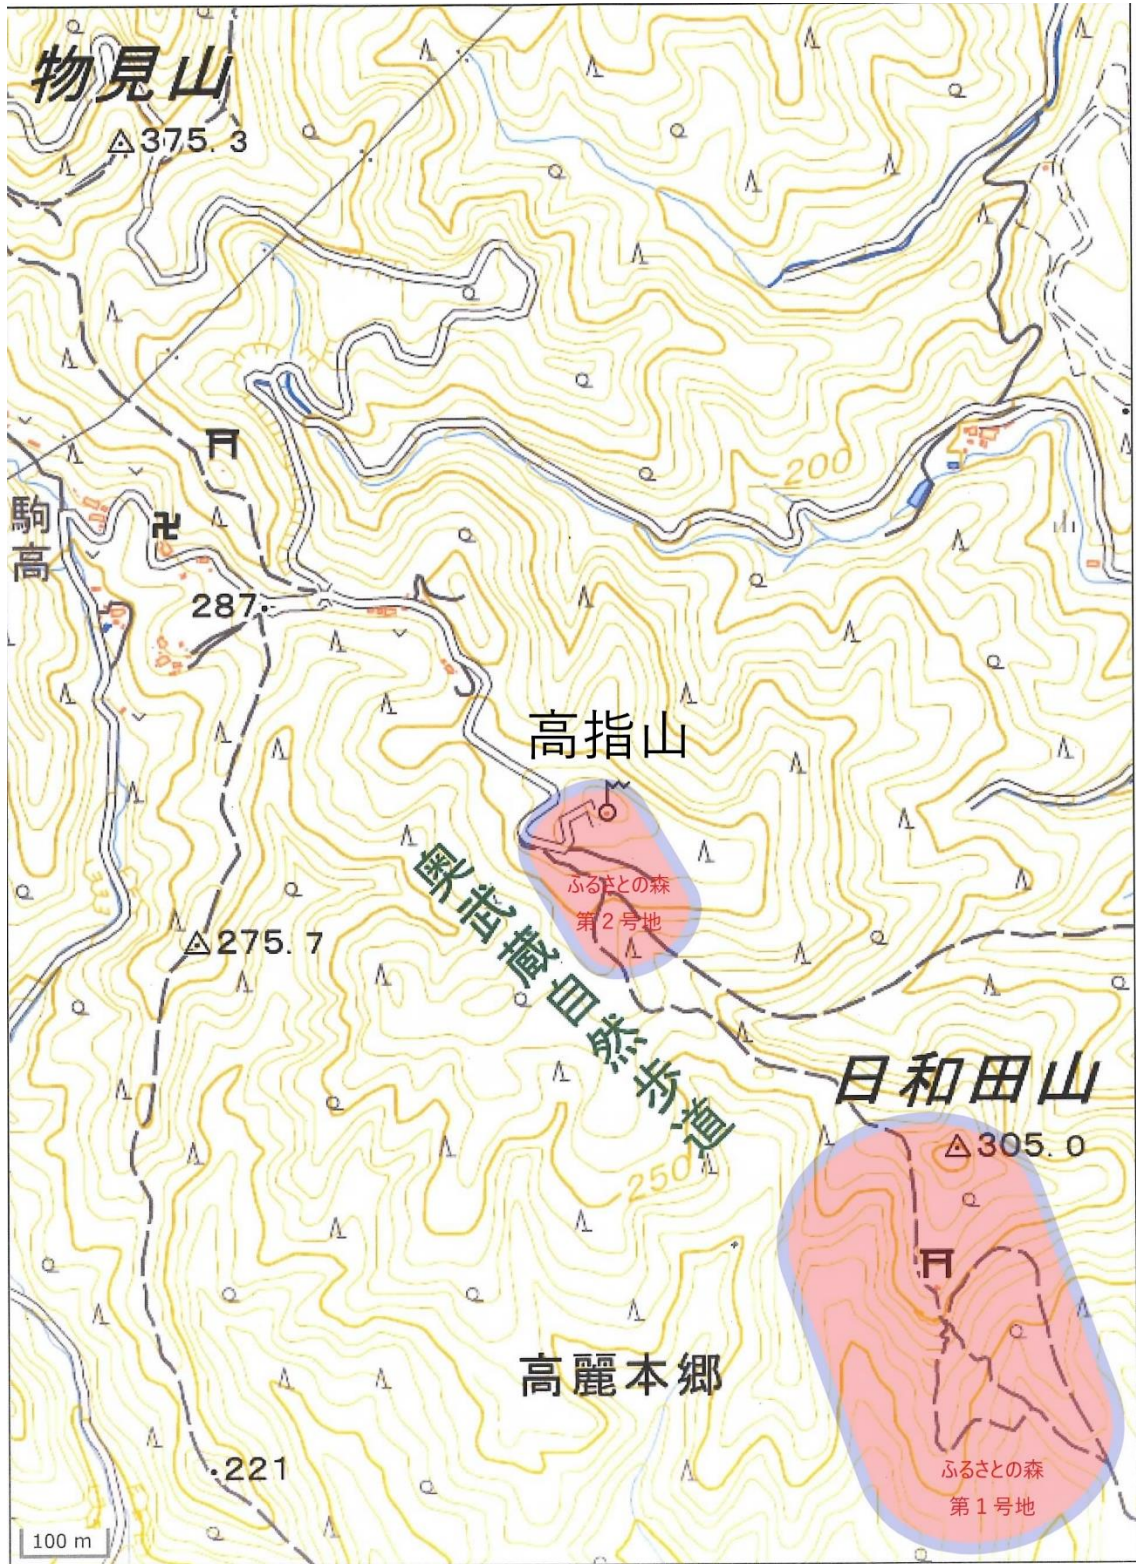 物見山
375.3
200
駒高
287
高指山
ふるさとの森
第2号地
奥武蔵自然歩道
275.7
日和田山
305.0
250
高麗本郷
221
ふるさとの森
第1号地
100 m